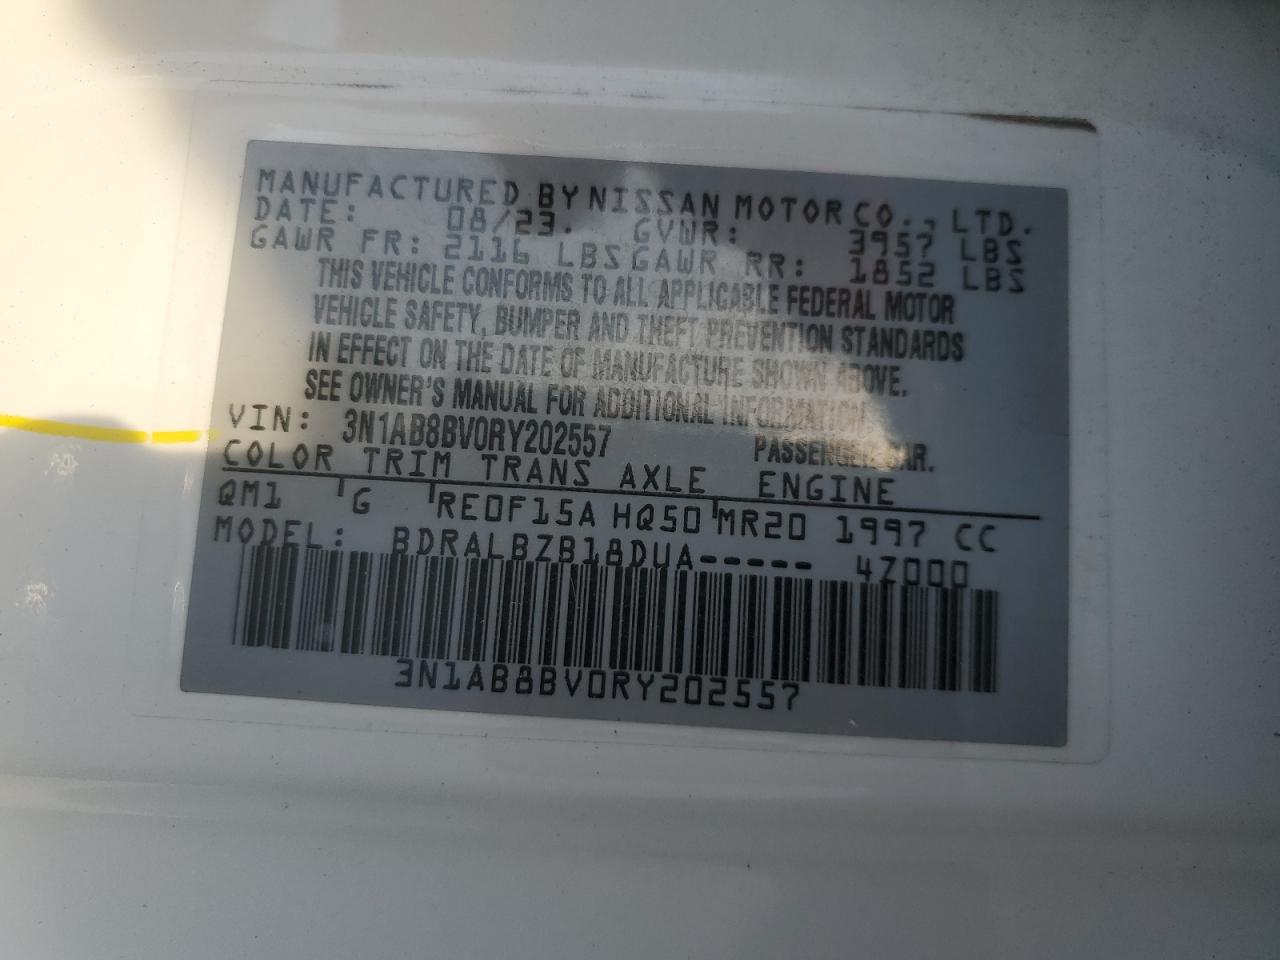 MANUFACTURED BY NISSAN MOTOR CO., LTD.
DATE: 08/23. GVWR: 3957 LBS
GAWR FR: 2116 LBS GAWR RR: 1852 LBS
THIS VEHICLE CONFORMS TO ALL APPLICABLE FEDERAL MOTOR
VEHICLE SAFETY, BUMPER AND THEFT PREVENTION STANDARDS
IN EFFECT ON THE DATE OF MANUFACTURE SHOWN ABOVE.
SEE OWNER'S MANUAL FOR ADDITIONAL INFORMATION.
VIN: 3N1AB8BV0RY202557 PASSENGER CAR.
COLOR TRIM TRANS AXLE ENGINE
QM1 G RE0F15A HQ50 MR20 1997 CC
MODEL: BDRALBZB18DUA----- 4Z000
3N1AB8BV0RY202557